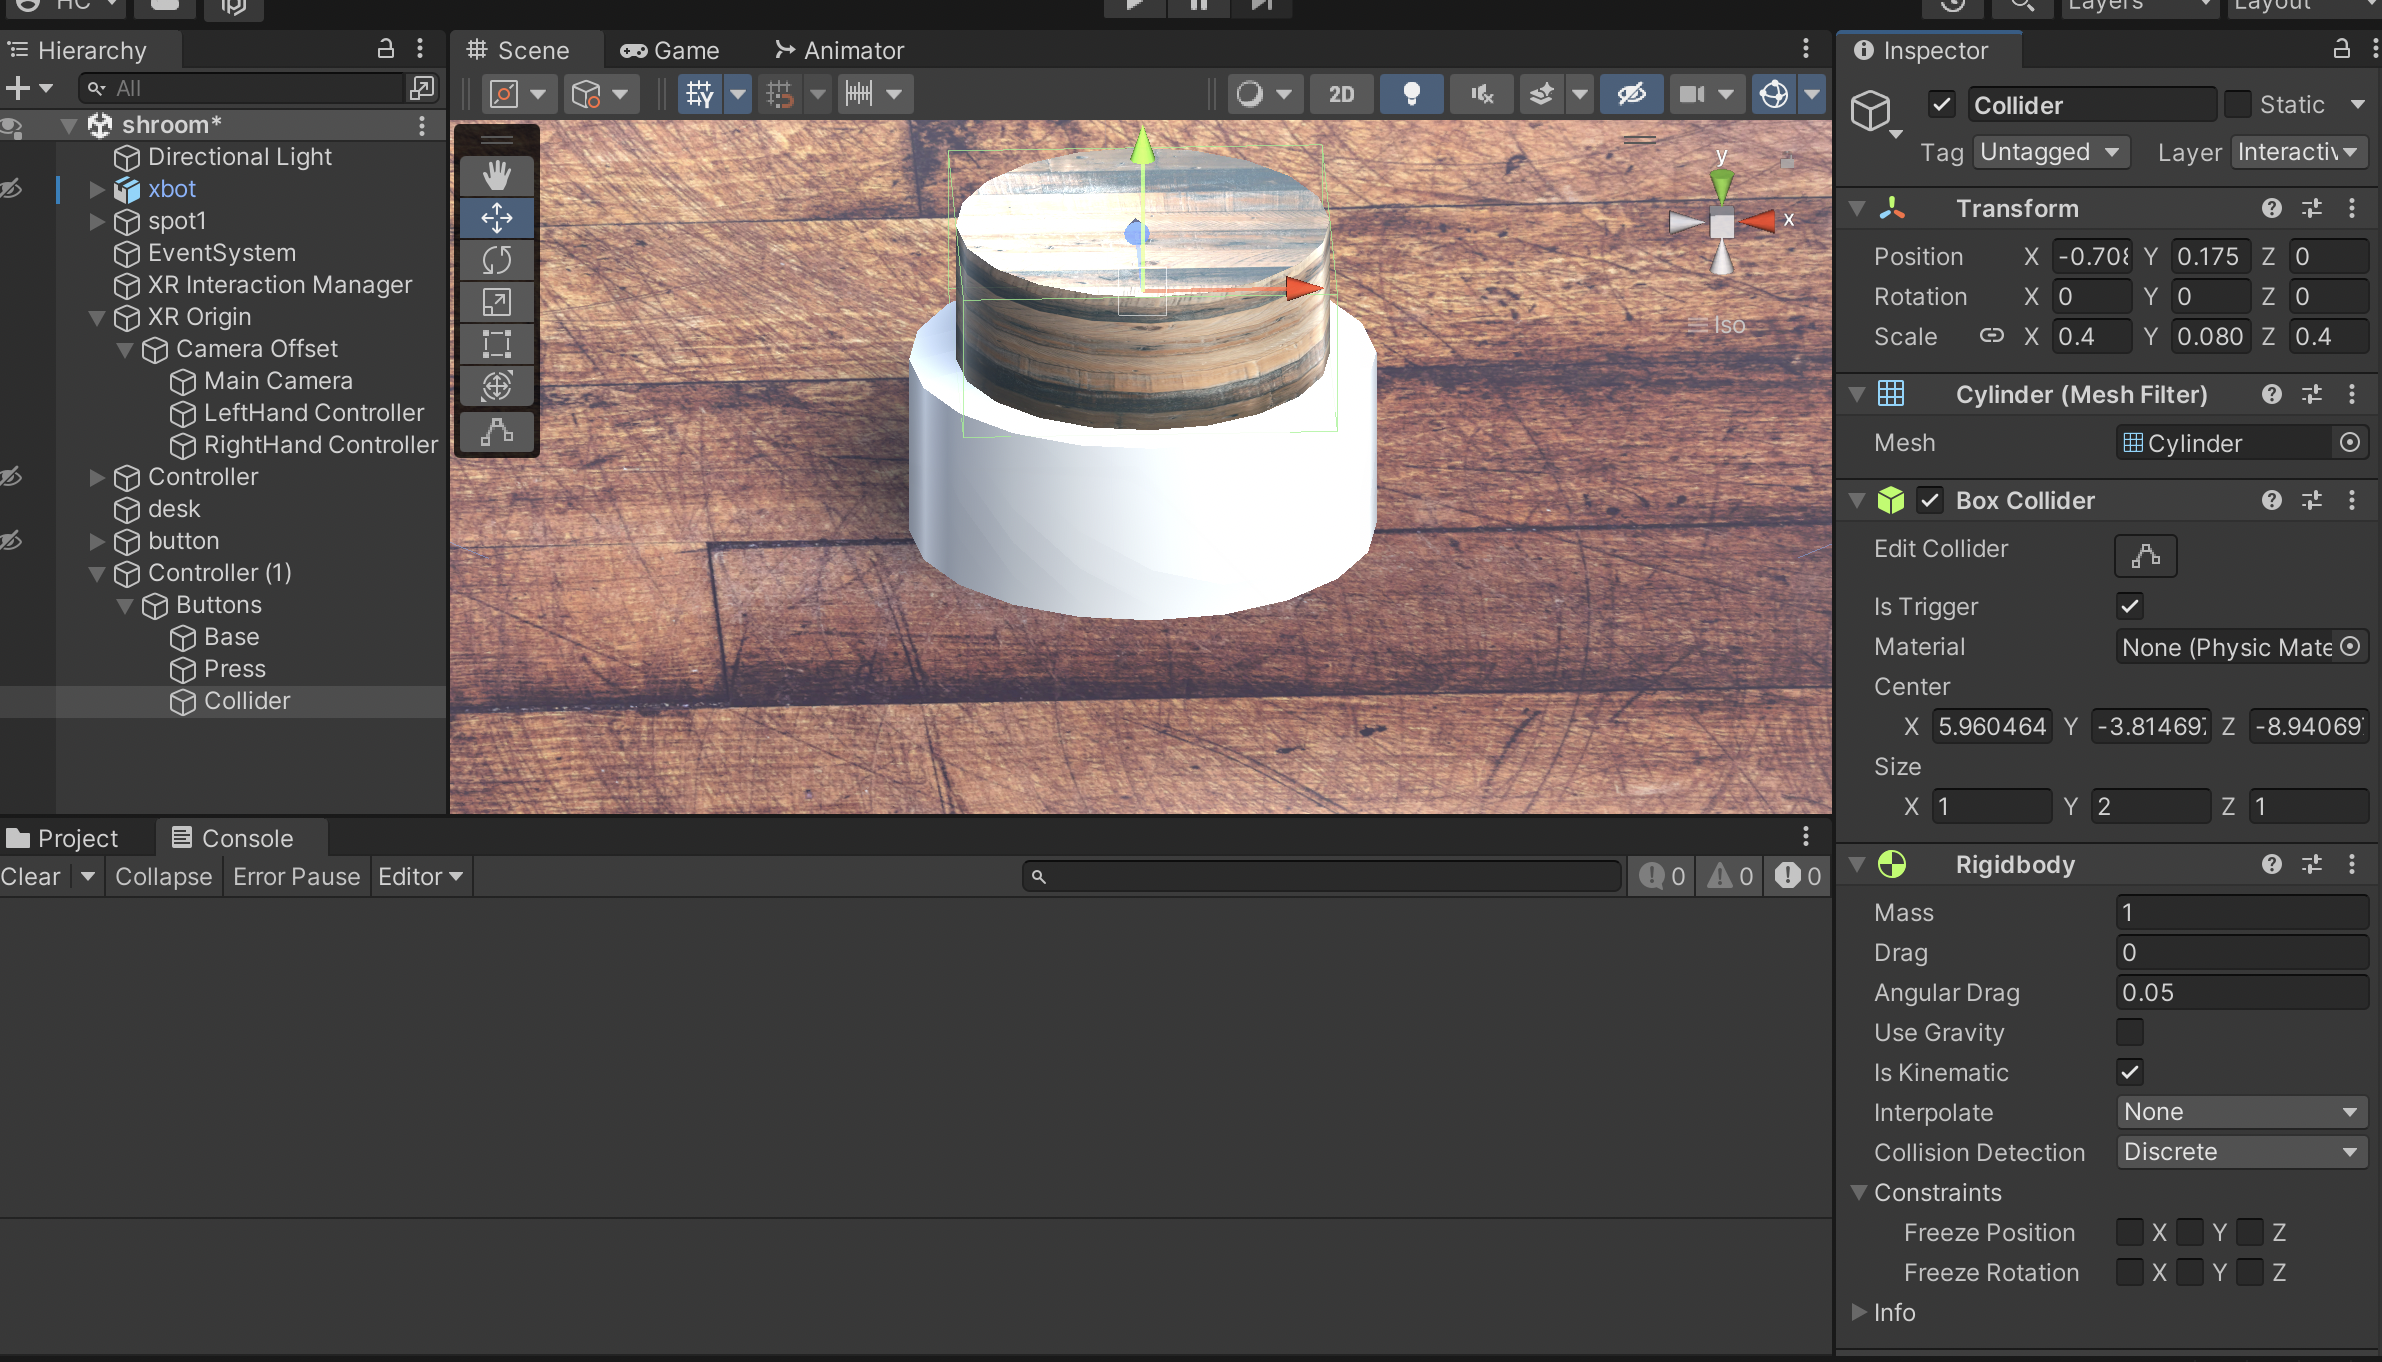 HC
Layers
Layout
Hierarchy
All
shroom*
Directional Light
xbot
spot1
EventSystem
XR Interaction Manager
XR Origin
Camera Offset
Main Camera
LeftHand Controller
RightHand Controller
Controller
desk
button
Controller (1)
Buttons
Base
Press
Collider
Scene
Game
Animator
2D
y
x
Iso
Project
Console
Clear
Collapse
Error Pause
Editor
0
0
0
Inspector
Collider
Static
Tag Untagged Layer Interactiv
Transform
Position X -0.708 Y 0.175 Z 0
Rotation X 0 Y 0 Z 0
Scale X 0.4 Y 0.080 Z 0.4
Cylinder (Mesh Filter)
Mesh Cylinder
Box Collider
Edit Collider
Is Trigger
Material None (Physic Mate
Center
X 5.960464 Y -3.81469 Z -8.94069
Size
X 1 Y 2 Z 1
Rigidbody
Mass 1
Drag 0
Angular Drag 0.05
Use Gravity
Is Kinematic
Interpolate None
Collision Detection Discrete
Constraints
Freeze Position X Y Z
Freeze Rotation X Y Z
Info